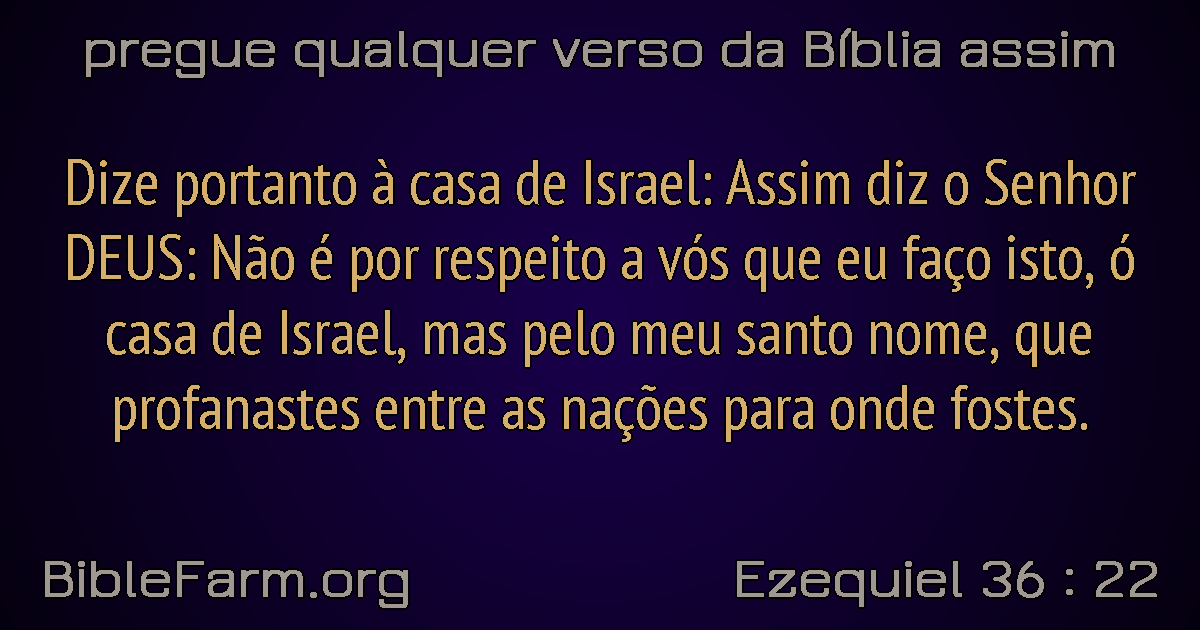 pregue qualquer verso da Bíblia assim
Dize portanto à casa de Israel: Assim diz o Senhor
DEUS: Não é por respeito a vós que eu faço isto, ó
casa de Israel, mas pelo meu santo nome, que
profanastes entre as nações para onde fostes.
BibleFarm.org
Ezequiel 36 : 22